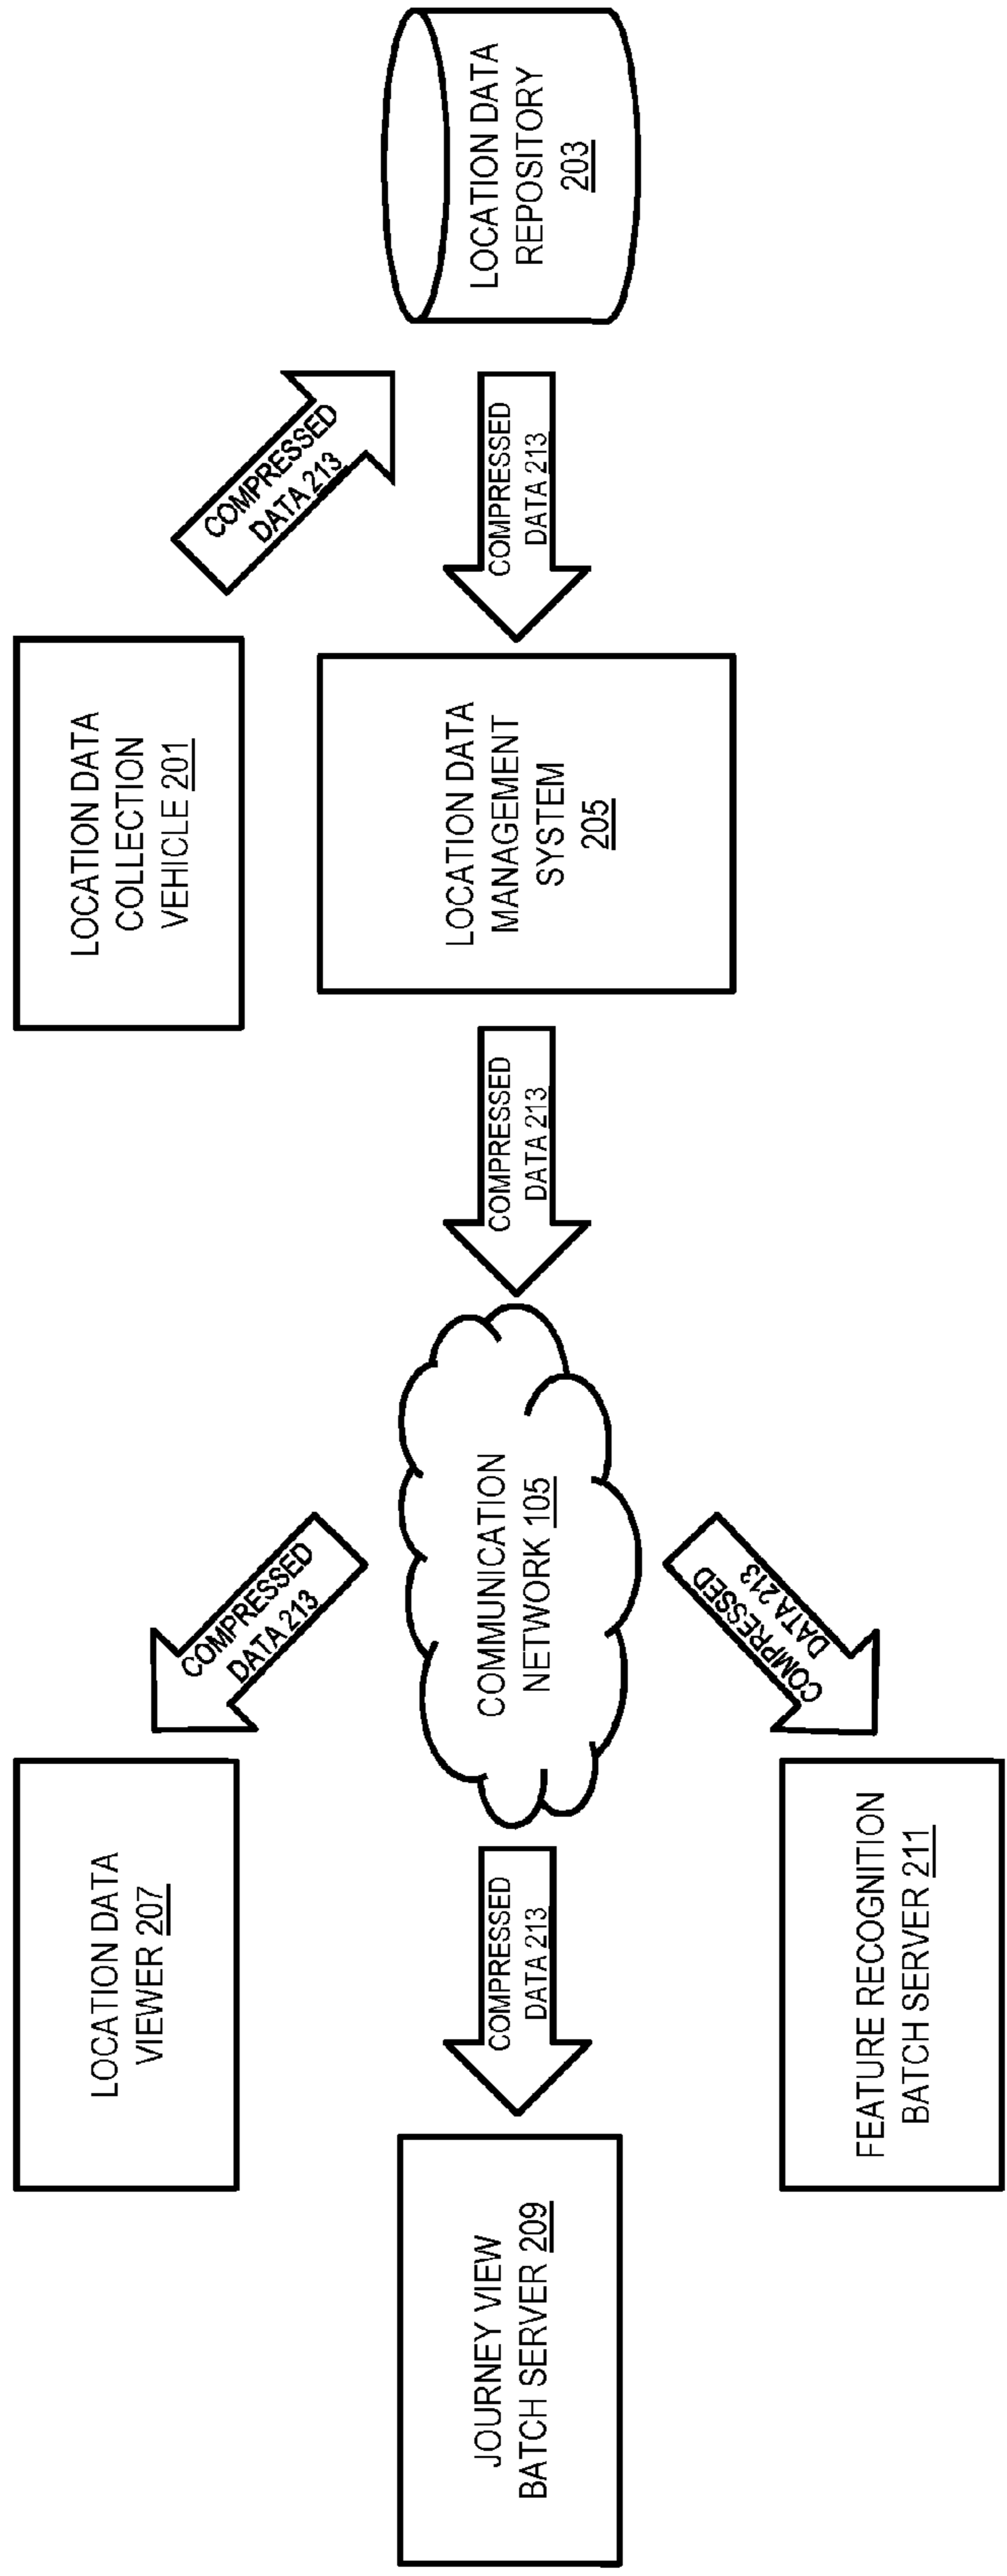 LOCATION DATA
COLLECTION
VEHICLE 201
COMPRESSED
DATA 213
LOCATION DATA
REPOSITORY
203
COMPRESSED
DATA 213
LOCATION DATA
MANAGEMENT
SYSTEM
205
COMPRESSED
DATA 213
COMMUNICATION
NETWORK 105
COMPRESSED
DATA 213
LOCATION DATA
VIEWER 207
COMPRESSED
DATA 213
JOURNEY VIEW
BATCH SERVER 209
COMPRESSED
DATA 213
FEATURE RECOGNITION
BATCH SERVER 211